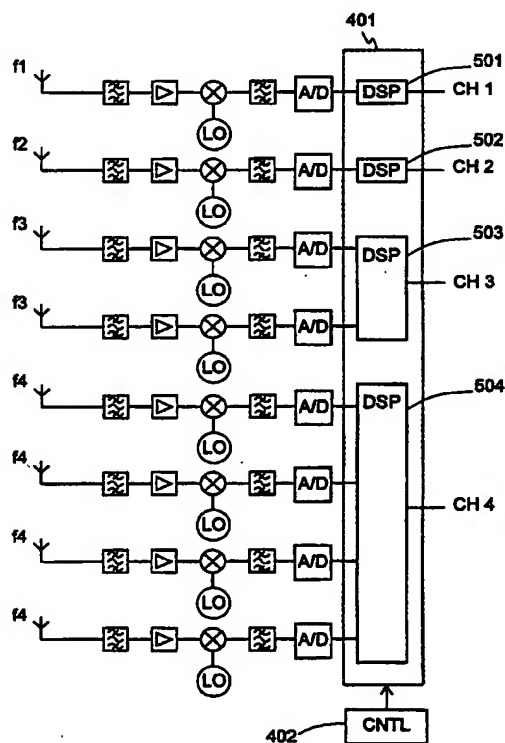 401
f1
A/D
DSP
501
CH 1
LO
f2
A/D
DSP
502
CH 2
LO
f3
A/D
DSP
503
LO
CH 3
f3
A/D
LO
f4
A/D
DSP
504
LO
f4
A/D
CH 4
LO
f4
A/D
LO
f4
A/D
LO
402
CNTL